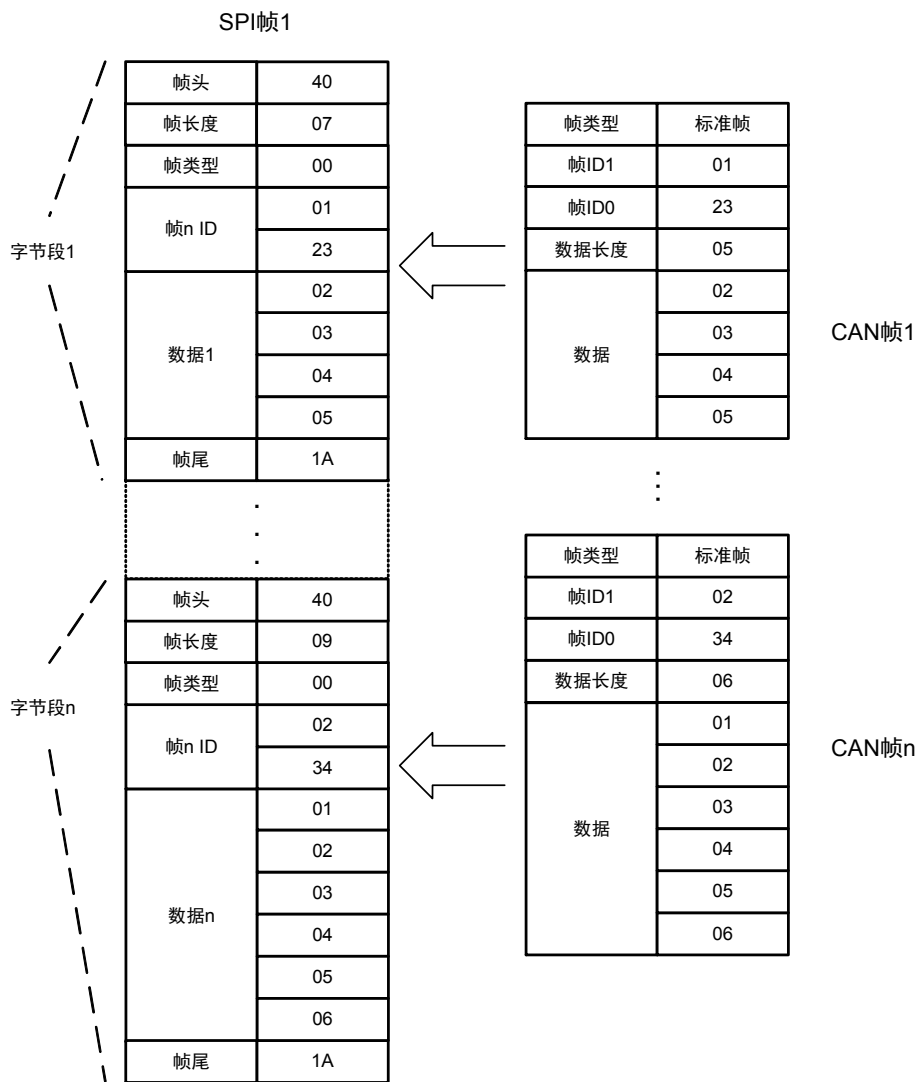 SPI帧1
字节段1
帧头 40
帧长度 07
帧类型 00
帧n ID 01
23
数据1 02
03
04
05
帧尾 1A
.
.
.
字节段n
帧头 40
帧长度 09
帧类型 00
帧n ID 02
34
数据n 01
02
03
04
05
06
帧尾 1A
帧类型 标准帧
帧ID1 01
帧ID0 23
数据长度 05
数据 02
03
04
05
CAN帧1
...
帧类型 标准帧
帧ID1 02
帧ID0 34
数据长度 06
数据 01
02
03
04
05
06
CAN帧n